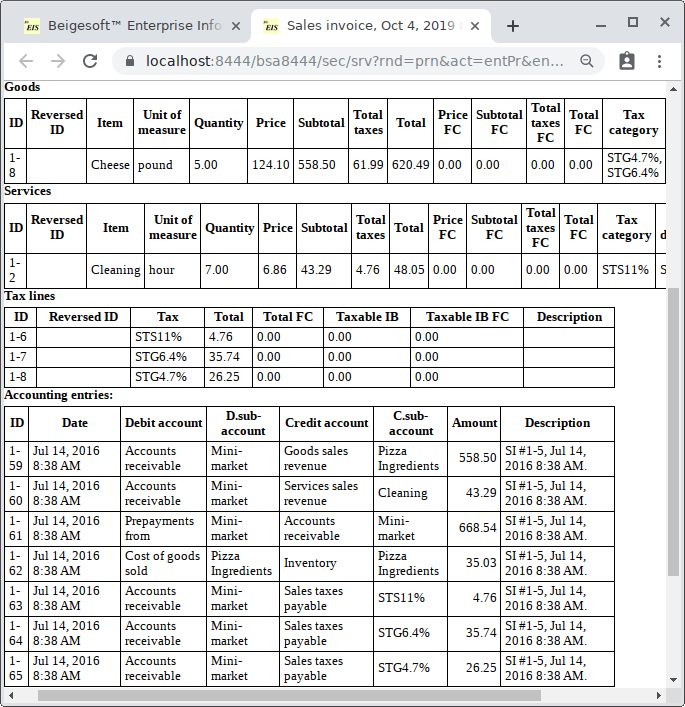 Beigesoft™ Enterprise Info
Sales invoice, Oct 4, 2019
localhost:8444/bsa8444/sec/srv?rnd=prn&act=entPr&en...
Goods
ID Reversed ID Item Unit of measure Quantity Price Subtotal Total taxes Total Price FC Subtotal FC Total taxes FC Total FC Tax category
1-8 Cheese pound 5.00 124.10 558.50 61.99 620.49 0.00 0.00 0.00 0.00 STG4.7%, STG6.4%
Services
ID Reversed ID Item Unit of measure Quantity Price Subtotal Total taxes Total Price FC Subtotal FC Total taxes FC Total FC Tax category d
1-2 Cleaning hour 7.00 6.86 43.29 4.76 48.05 0.00 0.00 0.00 0.00 STS11% S
Tax lines
ID Reversed ID Tax Total Total FC Taxable IB Taxable IB FC Description
1-6 STS11% 4.76 0.00 0.00 0.00
1-7 STG6.4% 35.74 0.00 0.00 0.00
1-8 STG4.7% 26.25 0.00 0.00 0.00
Accounting entries:
ID Date Debit account D.sub-account Credit account C.sub-account Amount Description
1-59 Jul 14, 2016 8:38 AM Accounts receivable Mini-market Goods sales revenue Pizza Ingredients 558.50 SI #1-5, Jul 14, 2016 8:38 AM.
1-60 Jul 14, 2016 8:38 AM Accounts receivable Mini-market Services sales revenue Cleaning 43.29 SI #1-5, Jul 14, 2016 8:38 AM.
1-61 Jul 14, 2016 8:38 AM Prepayments from Mini-market Accounts receivable Mini-market 668.54 SI #1-5, Jul 14, 2016 8:38 AM.
1-62 Jul 14, 2016 8:38 AM Cost of goods sold Pizza Ingredients Inventory Pizza Ingredients 35.03 SI #1-5, Jul 14, 2016 8:38 AM.
1-63 Jul 14, 2016 8:38 AM Accounts receivable Mini-market Sales taxes payable STS11% 4.76 SI #1-5, Jul 14, 2016 8:38 AM.
1-64 Jul 14, 2016 8:38 AM Accounts receivable Mini-market Sales taxes payable STG6.4% 35.74 SI #1-5, Jul 14, 2016 8:38 AM.
1-65 Jul 14, 2016 8:38 AM Accounts receivable Mini-market Sales taxes payable STG4.7% 26.25 SI #1-5, Jul 14, 2016 8:38 AM.